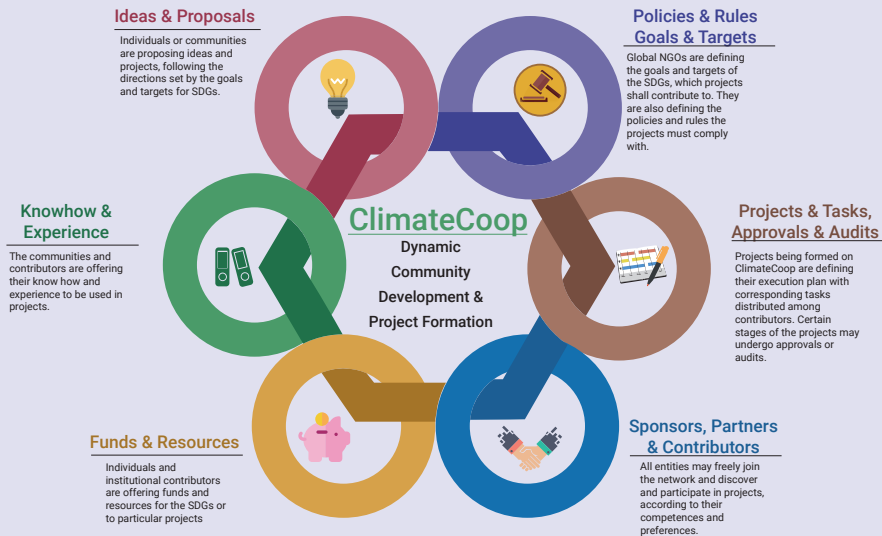 Ideas & Proposals
Individuals or communities
are proposing ideas and
projects, following the
directions set by the goals
and targets for SDGs.
Policies & Rules
Goals & Targets
Global NGOs are defining
the goals and targets of
the SDGs, which projects
shall contribute to. They
are also defining the
policies and rules the
projects must comply
with.
Knowhow &
Experience
The communities and
contributors are offering
their know how and
experience to be used in
projects.
ClimateCoop
Dynamic
Community
Development &
Project Formation
Projects & Tasks,
Approvals & Audits
Projects being formed on
ClimateCoop are defining
their execution plan with
corresponding tasks
distributed among
contributors. Certain
stages of the projects may
undergo approvals or
audits.
Funds & Resources
Individuals and
institutional contributors
are offering funds and
resources for the SDGs or
to particular projects
Sponsors, Partners
& Contributors
All entities may freely join
the network and discover
and participate in projects,
according to their
competences and
preferences.